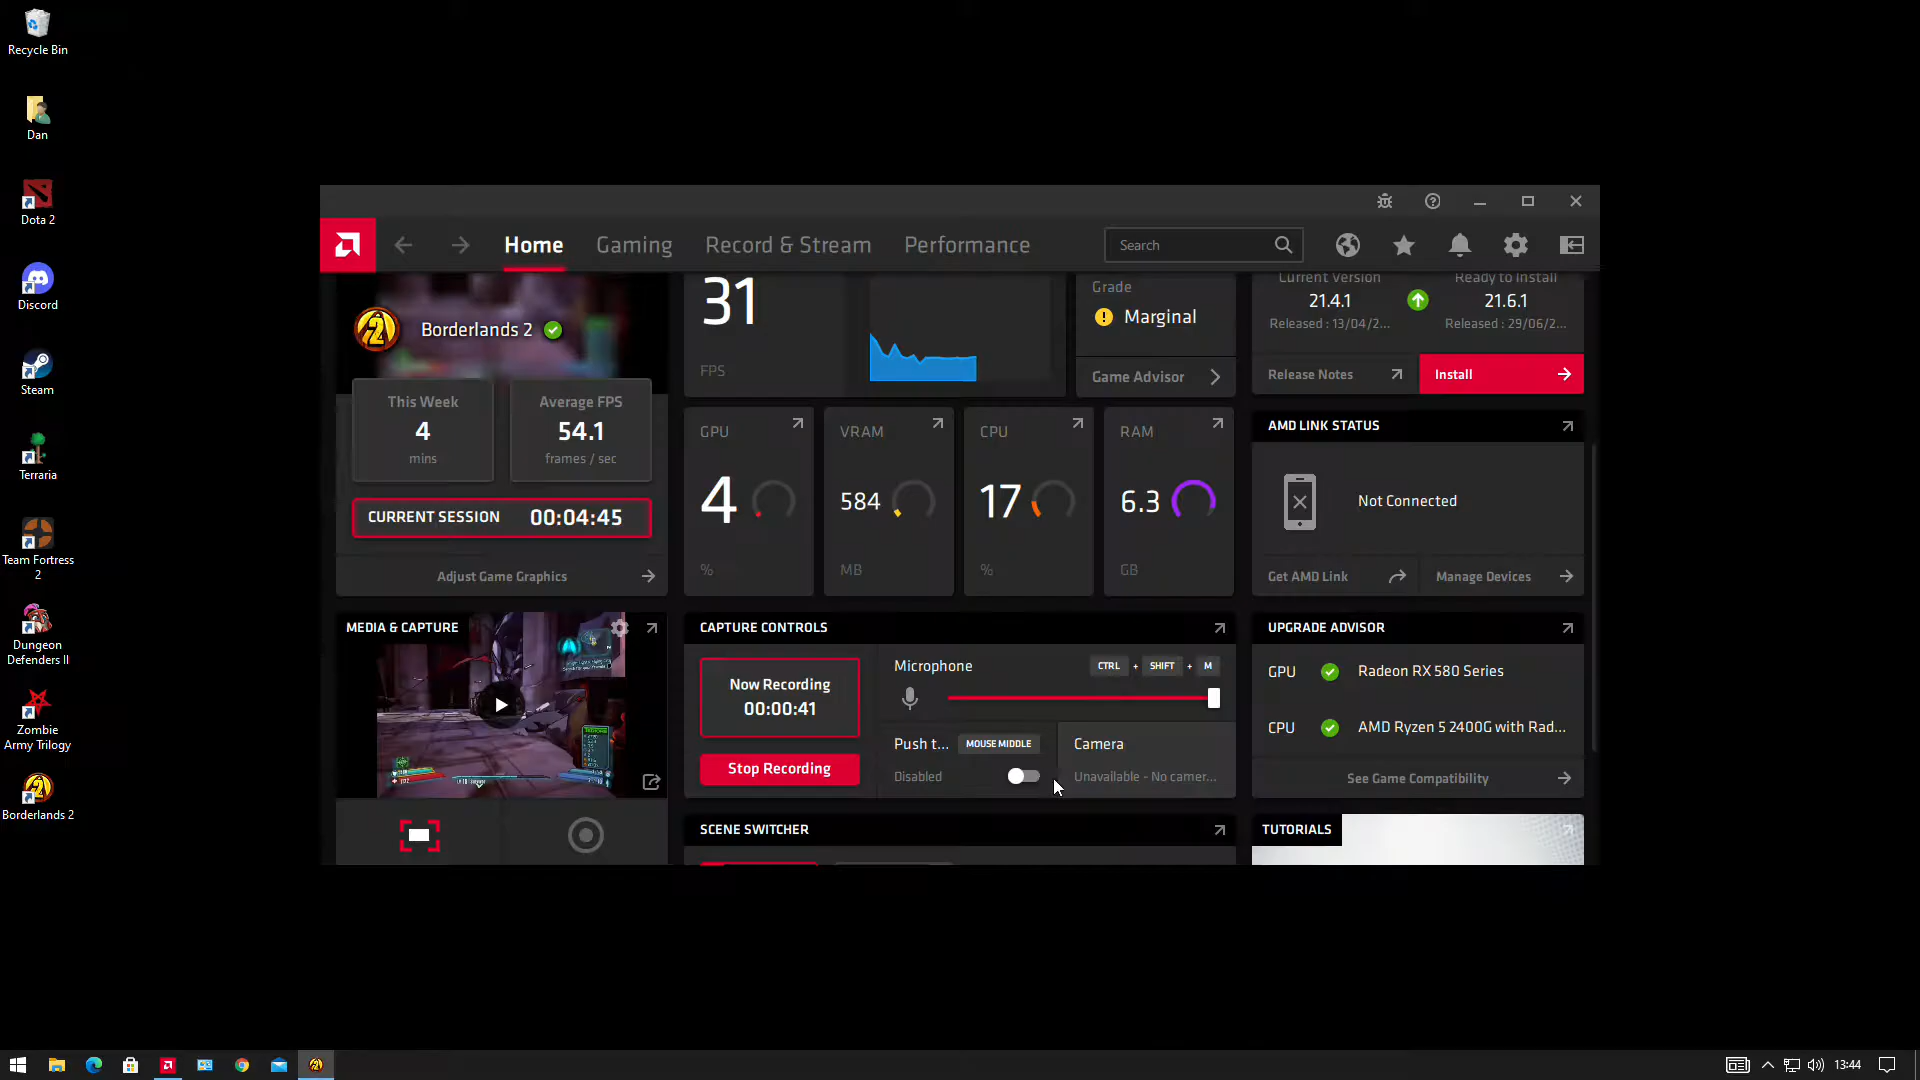 Recycle Bin
Dan
Dota 2
Discord
Steam
Terraria
Team Fortress
2
Dungeon
Defenders II
Zombie
Army Trilogy
Borderlands 2
Home
Gaming
Record & Stream
Performance
Search
Borderlands 2
This Week
4
mins
Average FPS
54.1
frames / sec
CURRENT SESSION 00:04:45
Adjust Game Graphics
31
FPS
Grade
Marginal
Game Advisor
GPU
4
%
VRAM
584
MB
CPU
17
%
RAM
6.3
GB
Current Version
21.4.1
Released : 13/04/2...
Ready to Install
21.6.1
Released : 29/06/2...
Release Notes
Install
AMD LINK STATUS
Not Connected
Get AMD Link
Manage Devices
MEDIA & CAPTURE
CAPTURE CONTROLS
Now Recording
00:00:41
Stop Recording
Microphone
CTRL + SHIFT + M
Push t... MOUSE MIDDLE
Disabled
Camera
Unavailable - No camer...
SCENE SWITCHER
UPGRADE ADVISOR
GPU Radeon RX 580 Series
CPU AMD Ryzen 5 2400G with Rad...
See Game Compatibility
TUTORIALS
13:44